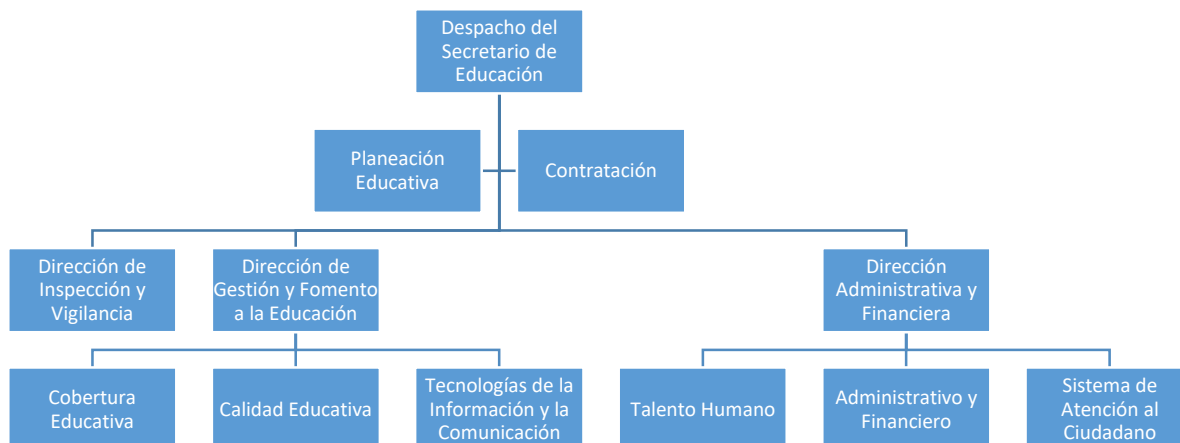 Despacho del
Secretario de
Educación
Planeación
Educativa
Contratación
Dirección de
Inspección y
Vigilancia
Dirección de
Gestión y Fomento
a la Educación
Dirección
Administrativa y
Financiera
Cobertura
Educativa
Calidad Educativa
Tecnologías de la
Información y la
Comunicación
Talento Humano
Administrativo y
Financiero
Sistema de
Atención al
Ciudadano